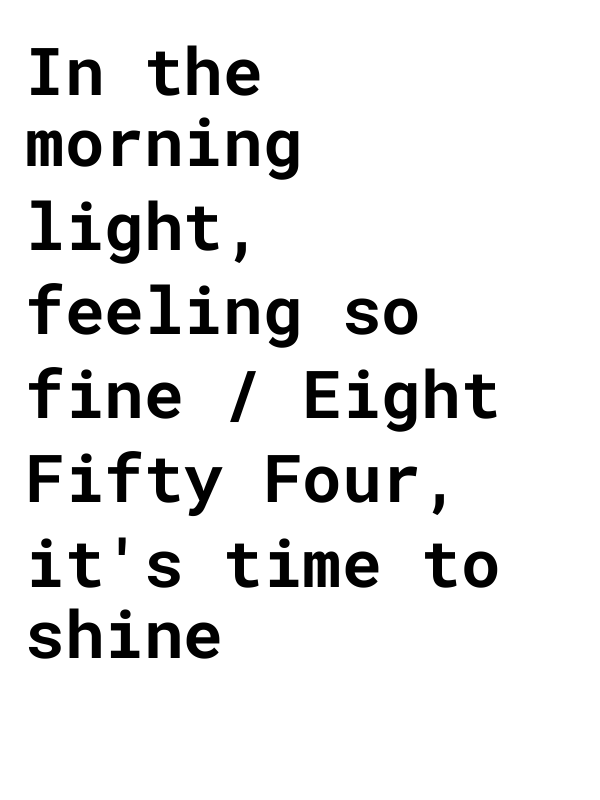 In the
morning
light,
feeling so
fine / Eight
Fifty Four,
it's time to
shine